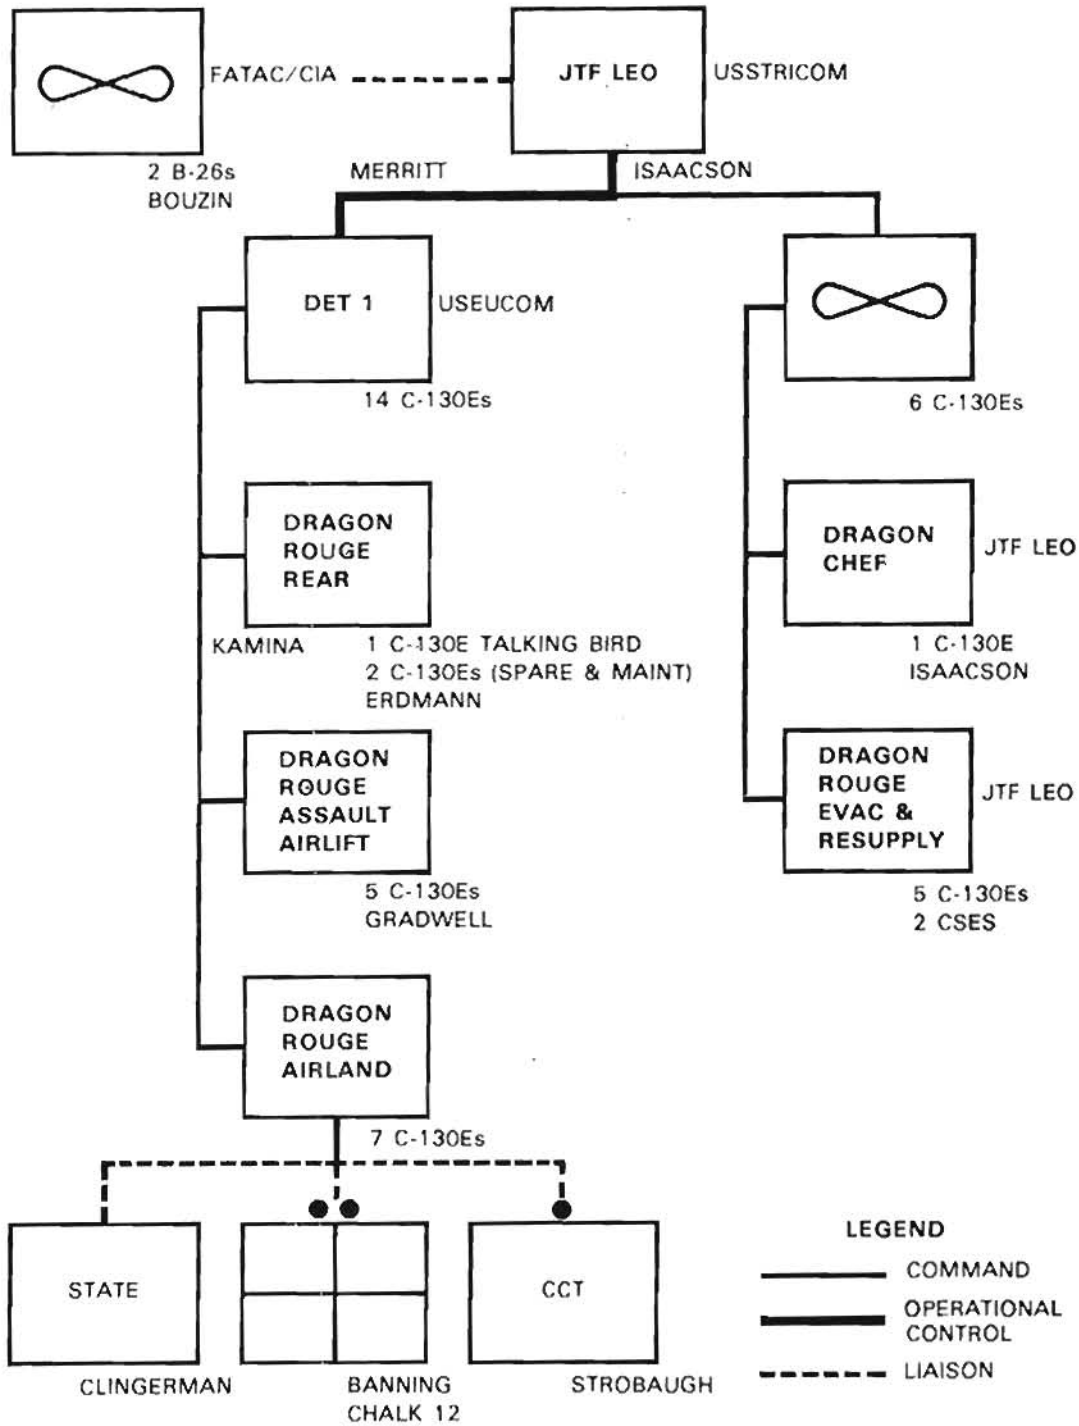 FATAC/CIA
JTF LEO
USSTRICOM
2 B-26s
BOUZIN
MERRITT
ISAACSON
DET 1
USEUCOM
14 C-130Es
6 C-130Es
DRAGON
ROUGE
REAR
KAMINA
1 C-130E TALKING BIRD
2 C-130Es (SPARE & MAINT)
ERDMANN
DRAGON
CHEF
JTF LEO
1 C-130E
ISAACSON
DRAGON
ROUGE
ASSAULT
AIRLIFT
5 C-130Es
GRADWELL
DRAGON
ROUGE
EVAC &
RESUPPLY
JTF LEO
5 C-130Es
2 CSES
DRAGON
ROUGE
AIRLAND
7 C-130Es
STATE
CLINGERMAN
BANNING
CHALK 12
CCT
STROBAUGH
LEGEND
COMMAND
OPERATIONAL
CONTROL
LIAISON